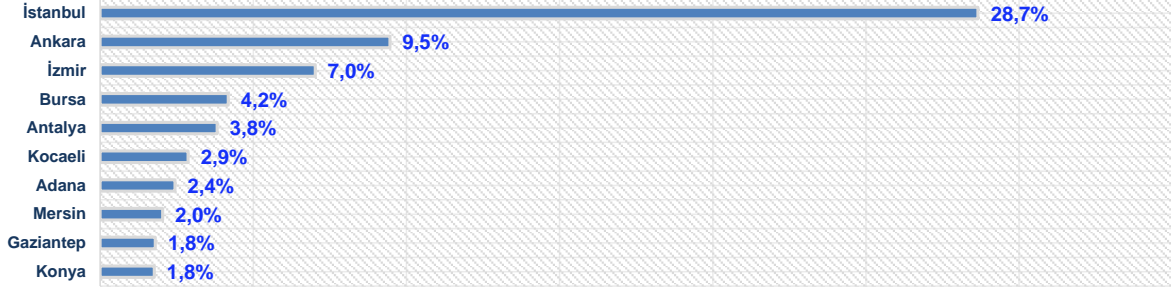 İstanbul 28,7%
Ankara 9,5%
İzmir 7,0%
Bursa 4,2%
Antalya 3,8%
Kocaeli 2,9%
Adana 2,4%
Mersin 2,0%
Gaziantep 1,8%
Konya 1,8%